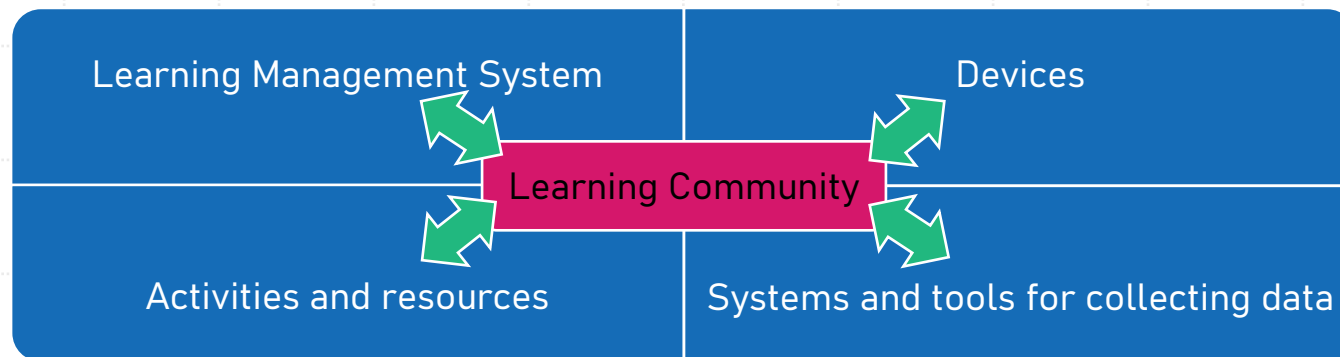 Learning Management System
Devices
Learning Community
Activities and resources
Systems and tools for collecting data